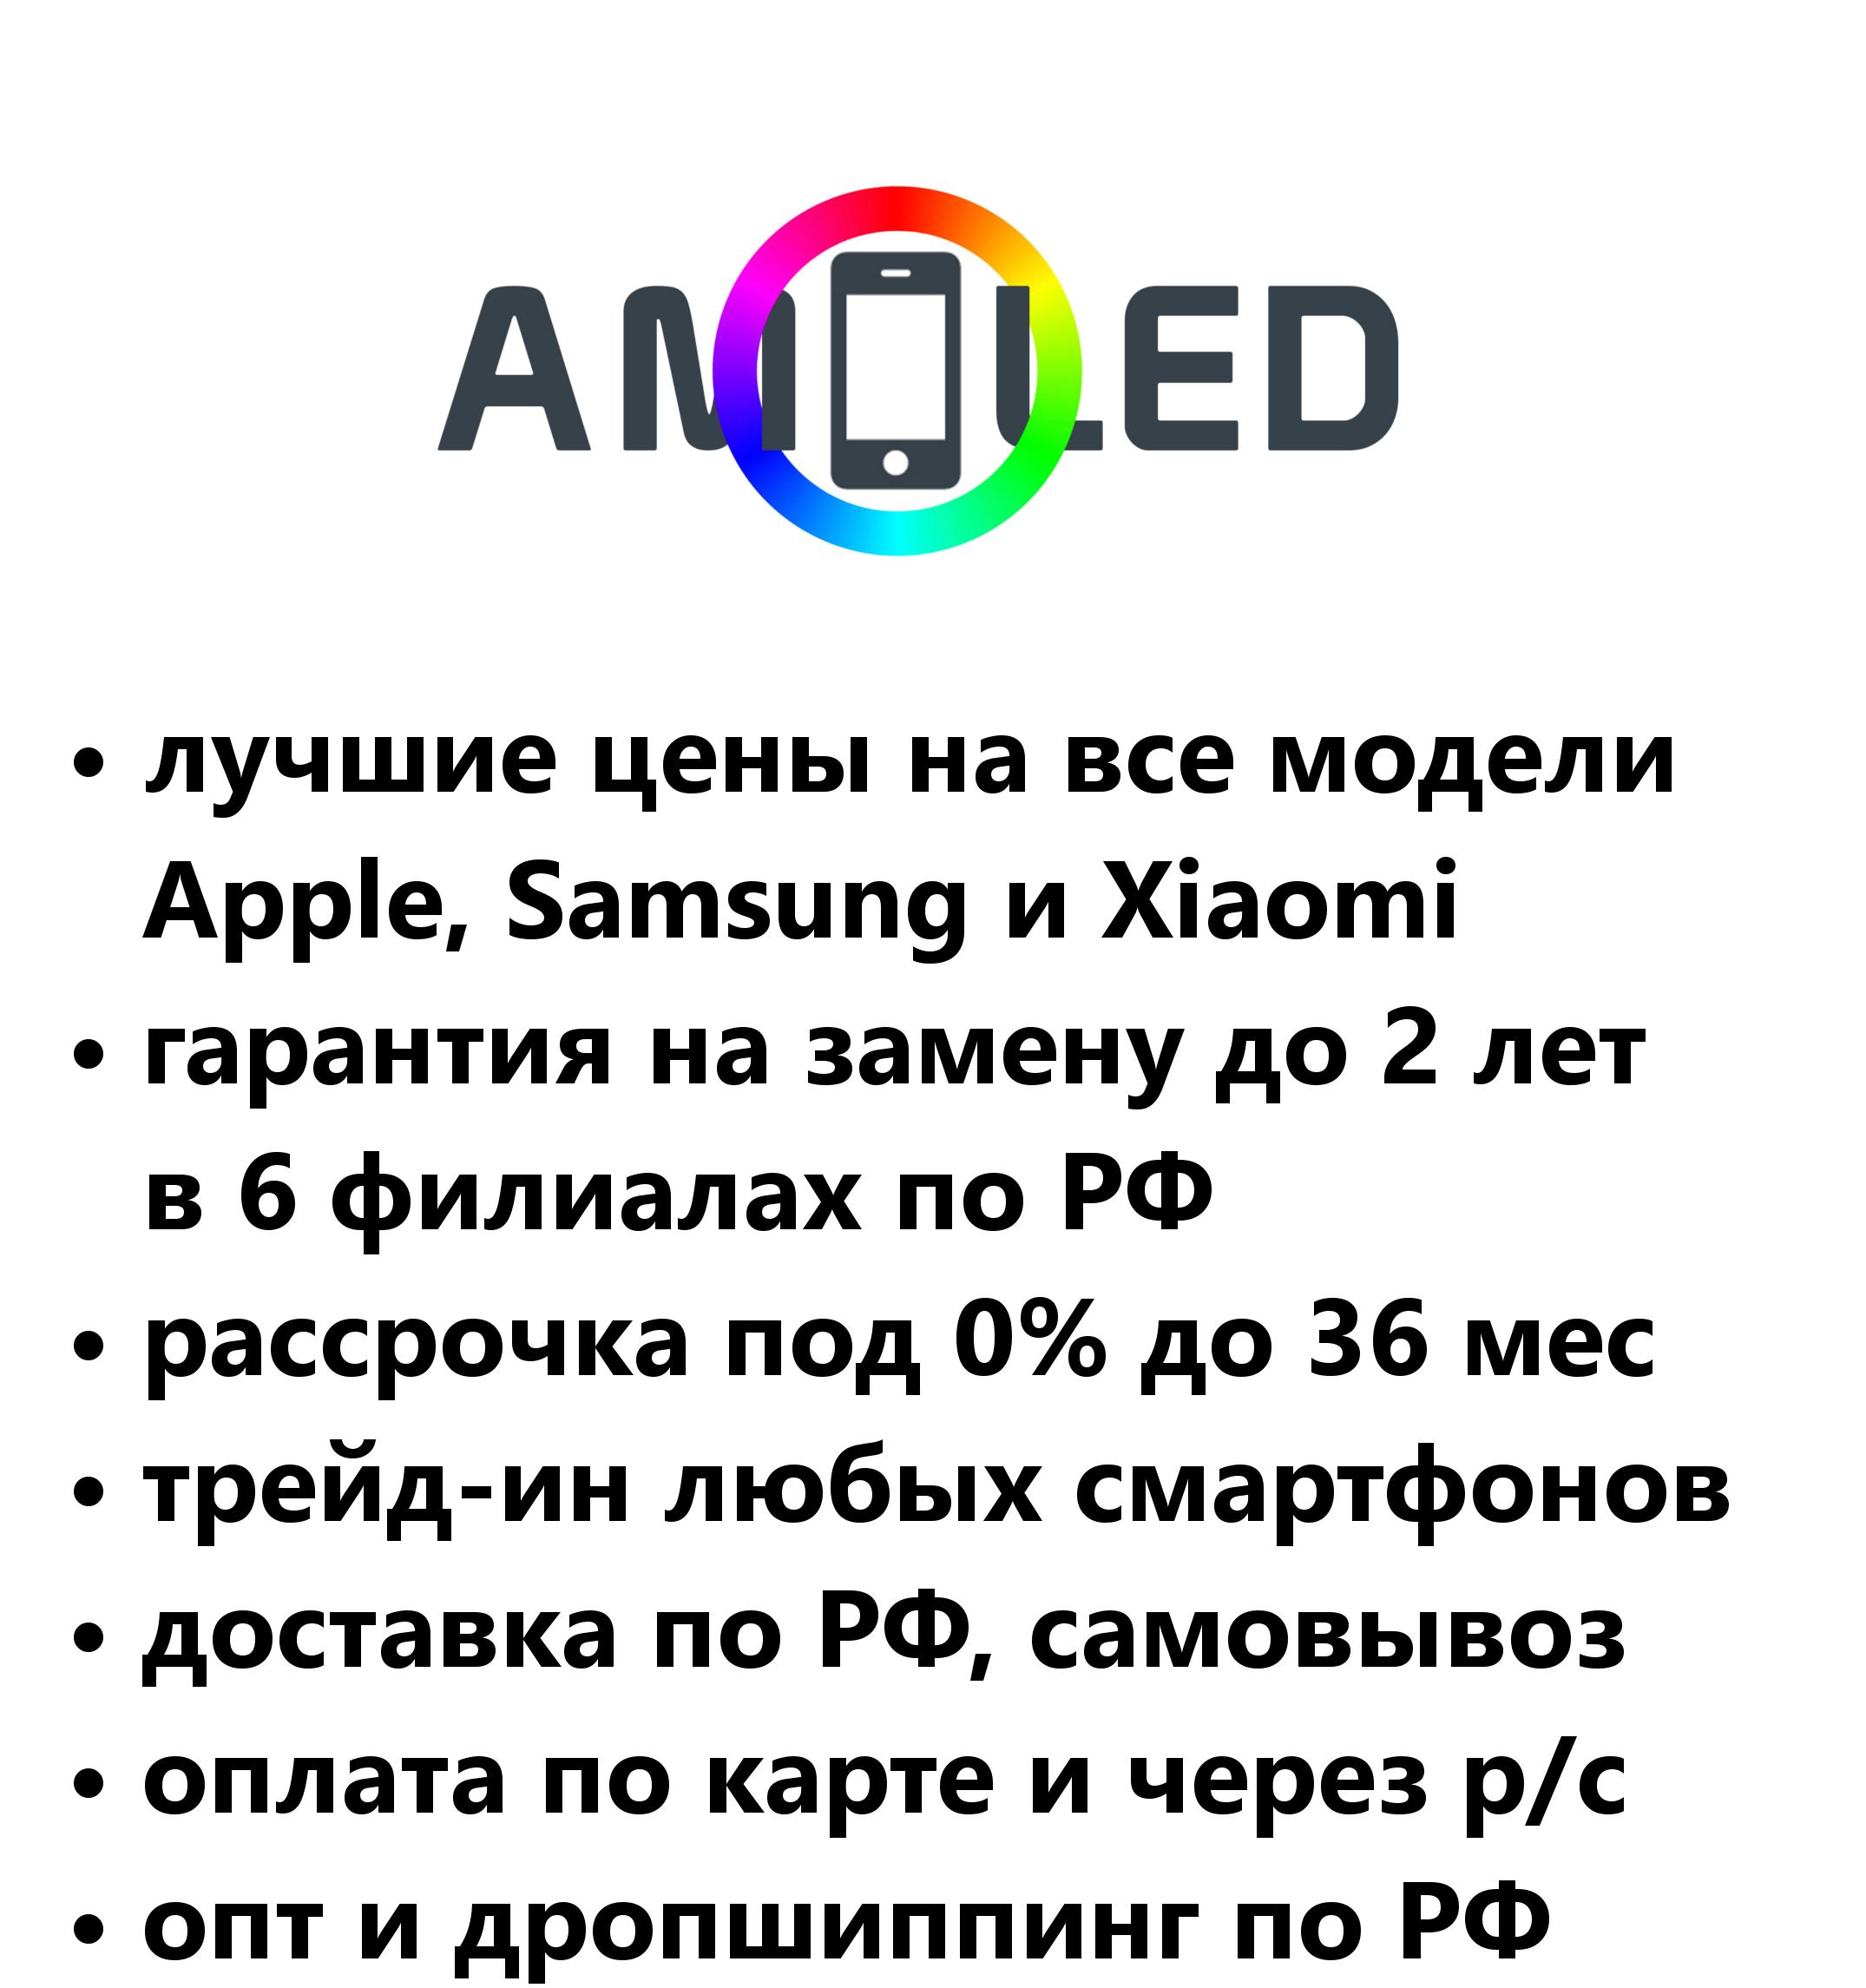 AMOLED
• лучшие цены на все модели
Apple, Samsung и Xiaomi
• гарантия на замену до 2 лет
в 6 филиалах по РФ
• рассрочка под 0% до 36 мес
• трейд-ин любых смартфонов
• доставка по РФ, самовывоз
• оплата по карте и через р/с
• опт и дропшиппинг по РФ